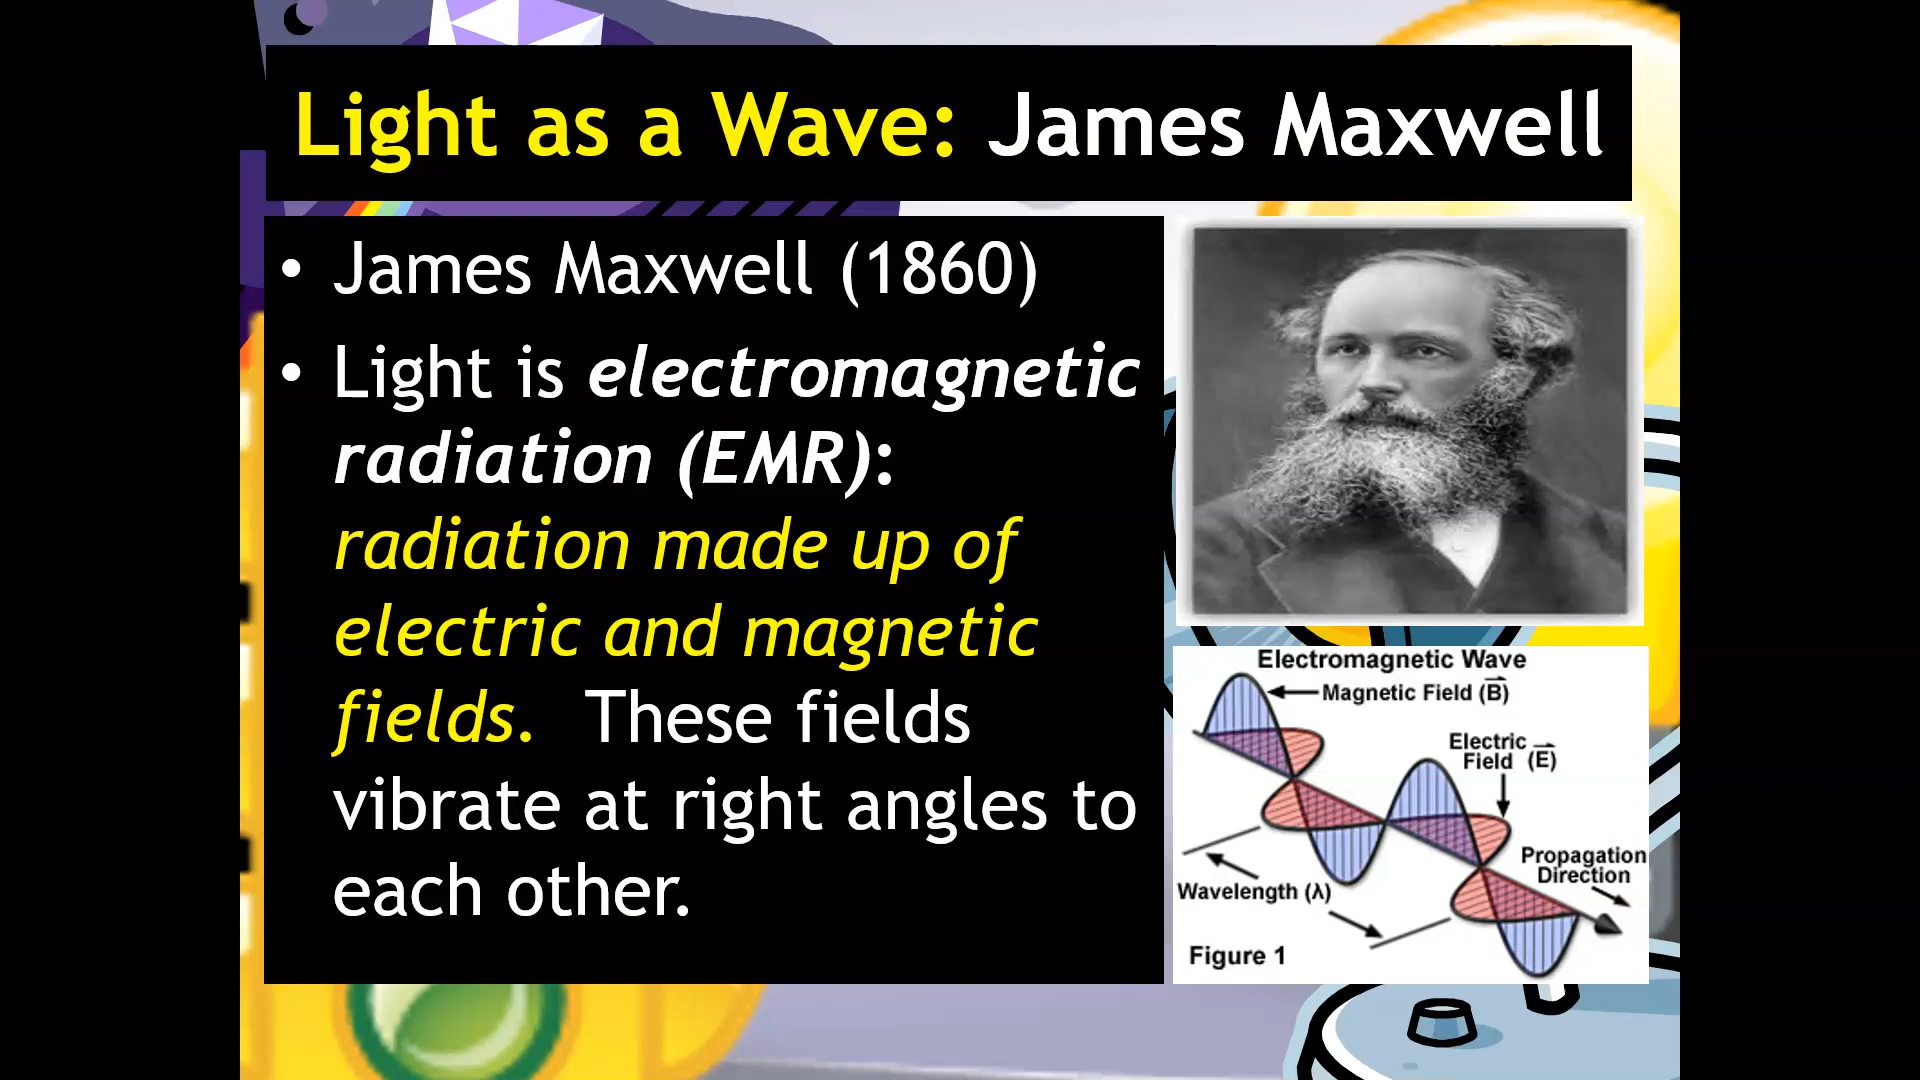 Light as a Wave: James Maxwell
• James Maxwell (1860)
• Light is electromagnetic
radiation (EMR):
radiation made up of
electric and magnetic
fields. These fields
vibrate at right angles to
each other.
Electromagnetic Wave
Magnetic Field (B⃗)
Electric
Field (E⃗)
Propagation
Direction
Wavelength (λ)
Figure 1